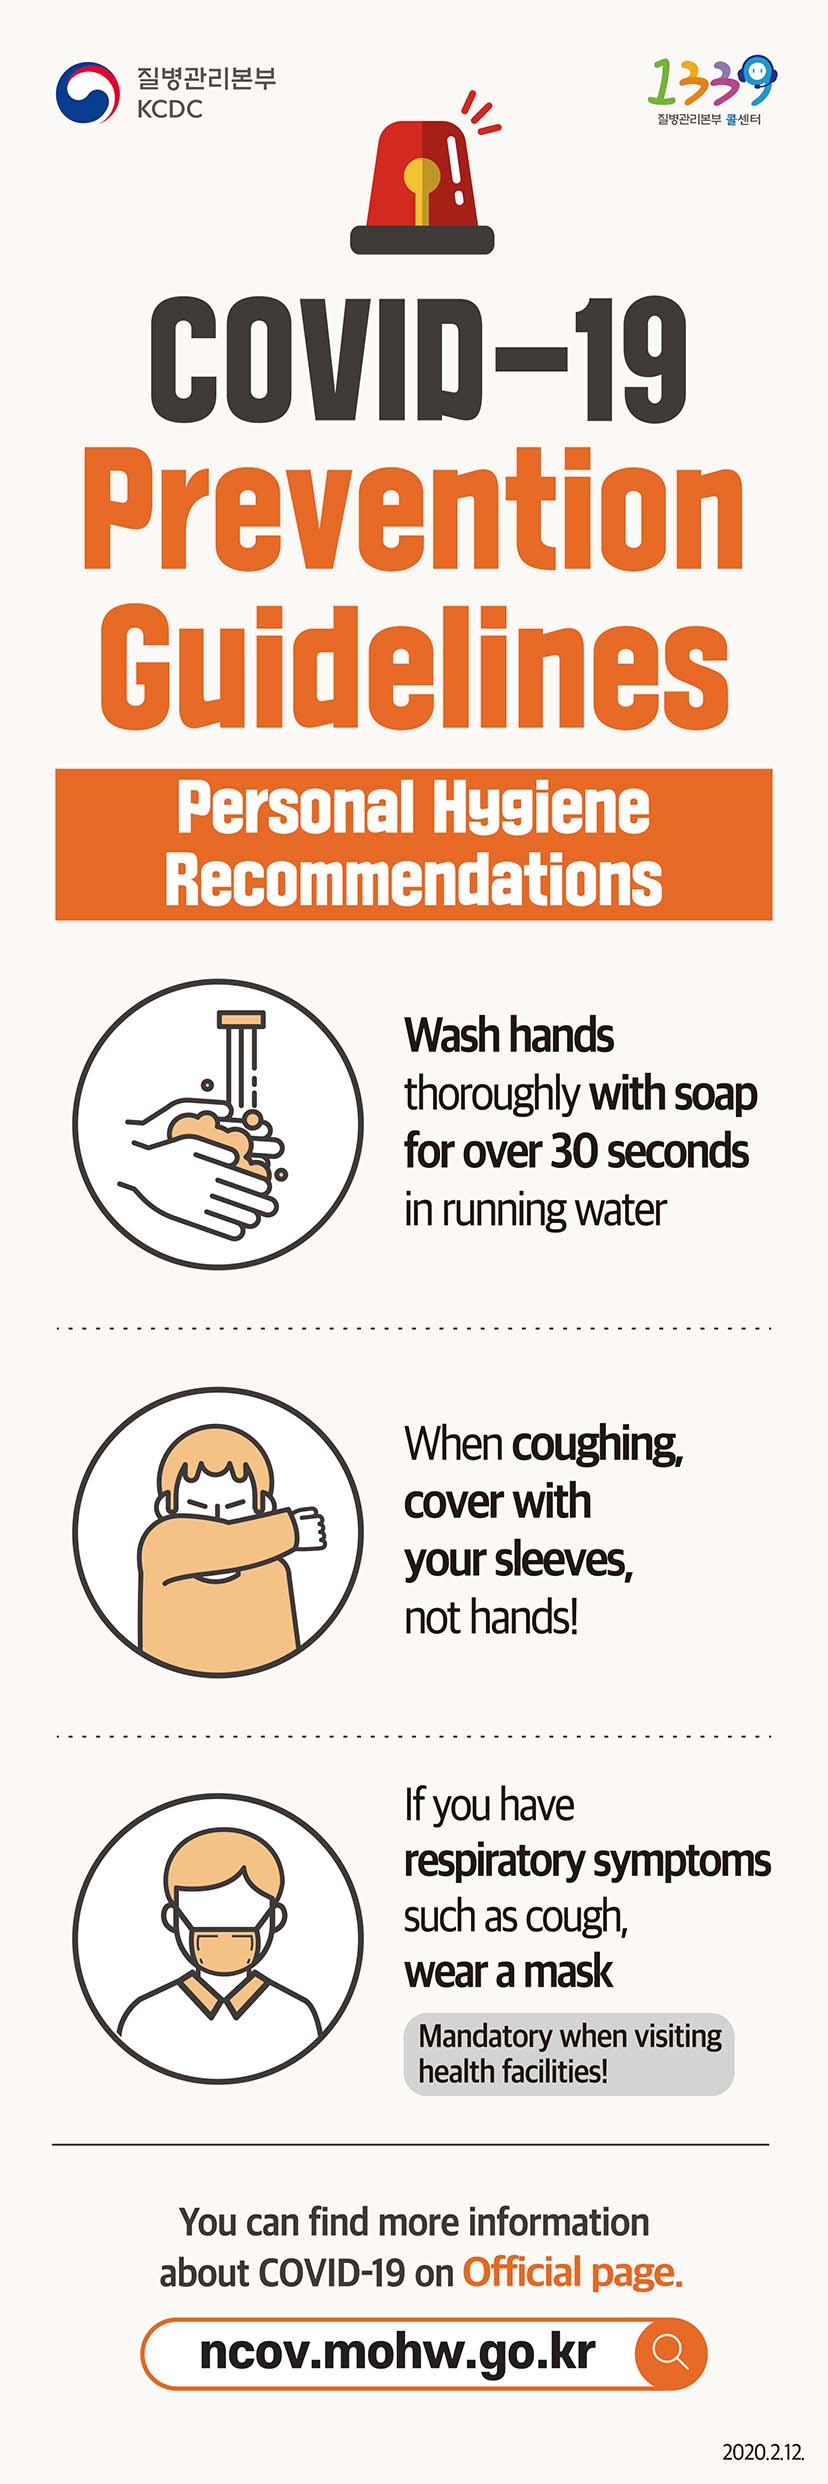 질병관리본부
KCDC
1339
질병관리본부 콜센터
COVID-19
Prevention
Guidelines
Personal Hygiene
Recommendations
Wash hands
thoroughly with soap
for over 30 seconds
in running water
When coughing,
cover with
your sleeves,
not hands!
If you have
respiratory symptoms
such as cough,
wear a mask
Mandatory when visiting
health facilities!
You can find more information
about COVID-19 on Official page.
ncov.mohw.go.kr
2020.2.12.